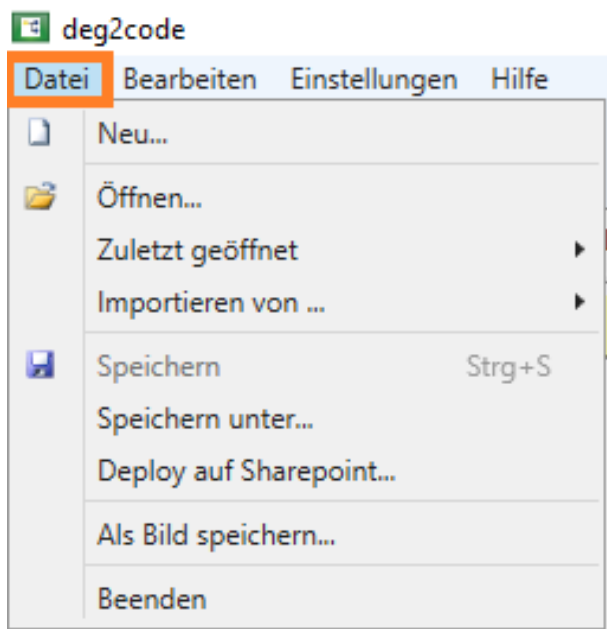 deg2code
Datei Bearbeiten Einstellungen Hilfe
Neu...
Öffnen...
Zuletzt geöffnet
Importieren von ...
Speichern Strg+S
Speichern unter...
Deploy auf Sharepoint...
Als Bild speichern...
Beenden